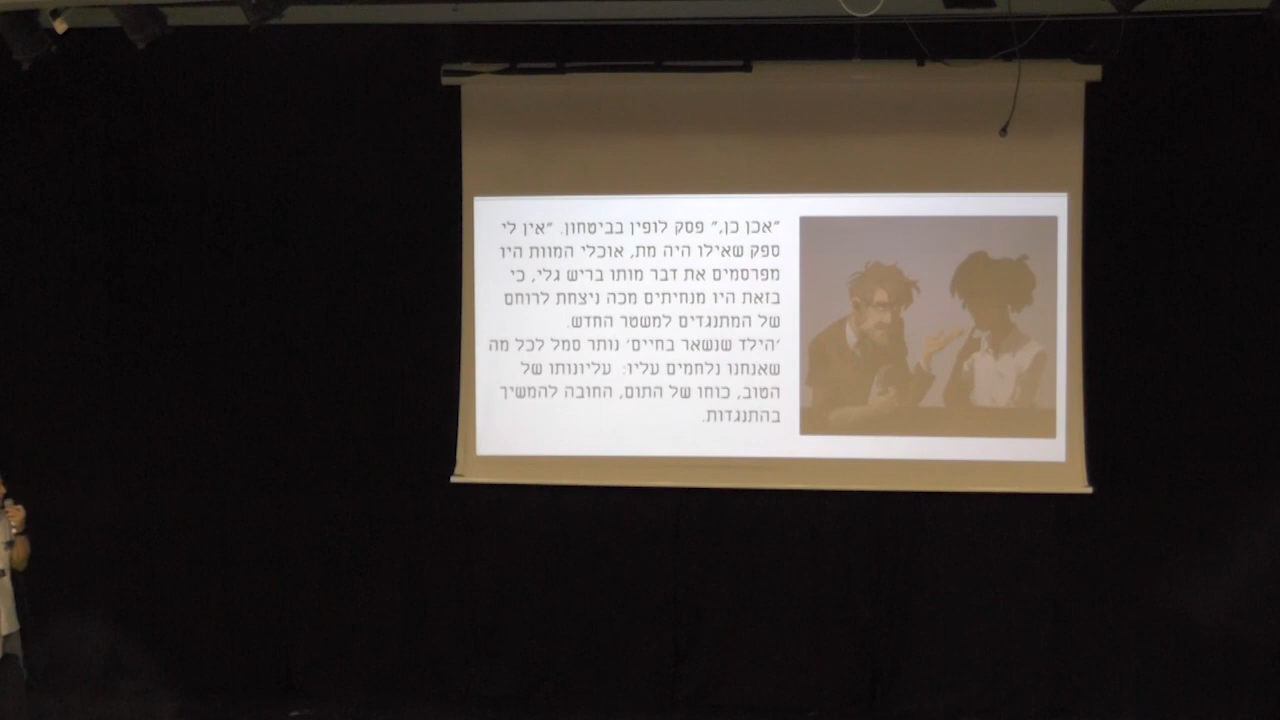 "אכן כן," פסק לופין בביטחון. "אין לי
ספק שאילו היה מת, אוכלי המוות היו
מפרסמים את דבר מותו בריש גלי, כי
בזאת היו מנחיתים מכה ניצחת לרוחם
של המתנגדים למשטר החדש.
'הילד שנשאר בחיים' נותר סמל לכל מה
שאנחנו נלחמים עליו: עליונותו של
הטוב, כוחו של התום, החובה להמשיך
בהתנגדות.